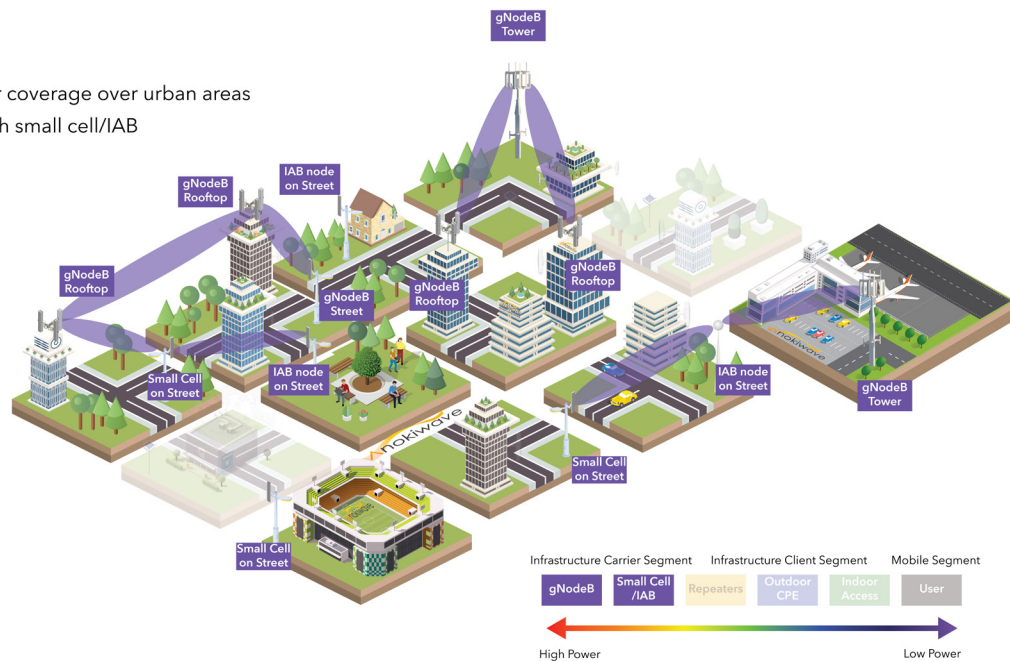 gNodeB
Tower
r coverage over urban areas
h small cell/IAB
IAB node
on Street
gNodeB
Rooftop
gNodeB
Rooftop
gNodeB
Rooftop
gNodeB
Rooftop
gNodeB
Street
IAB node
on Street
Small Cell
on Street
IAB node
on Street
gNodeB
Tower
anokiwave
anokiwave
Small Cell
on Street
anokiwave
Small Cell
on Street
Infrastructure Carrier Segment
Infrastructure Client Segment
Mobile Segment
gNodeB
Small Cell
/IAB
Repeaters
Outdoor
CPE
Indoor
Access
User
High Power
Low Power